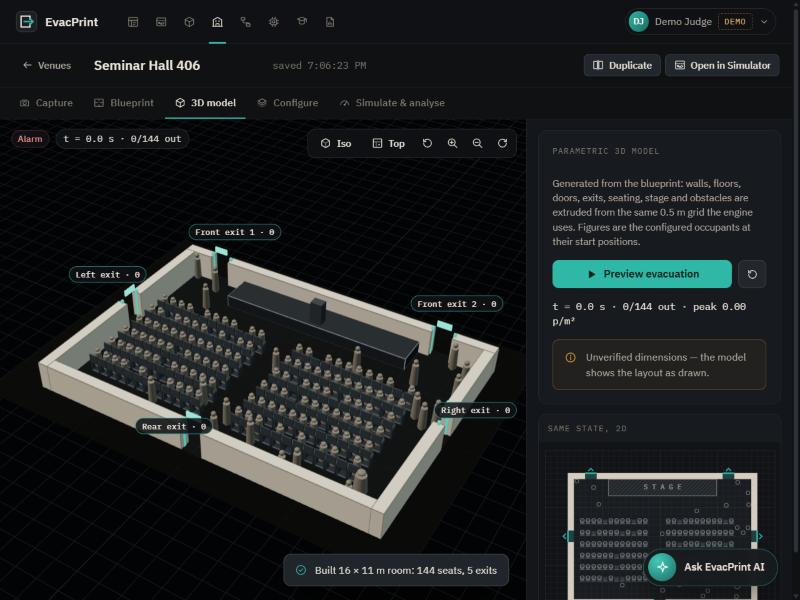 EvacPrint
DJ Demo Judge DEMO
Venues Seminar Hall 406 saved 7:06:23 PM Duplicate Open in Simulator
Capture Blueprint 3D model Configure Simulate & analyse
Alarm t = 0.0 s · 0/144 out Iso Top
PARAMETRIC 3D MODEL
Generated from the blueprint: walls, floors,
doors, exits, seating, stage and obstacles are
extruded from the same 0.5 m grid the engine
uses. Figures are the configured occupants at
their start positions.
Preview evacuation
t = 0.0 s · 0/144 out · peak 0.00
p/m²
Unverified dimensions — the model
shows the layout as drawn.
Front exit 1 · 0
Left exit · 0
Front exit 2 · 0
Right exit · 0
Rear exit · 0
SAME STATE, 2D
STAGE
Built 16 × 11 m room: 144 seats, 5 exits
Ask EvacPrint AI